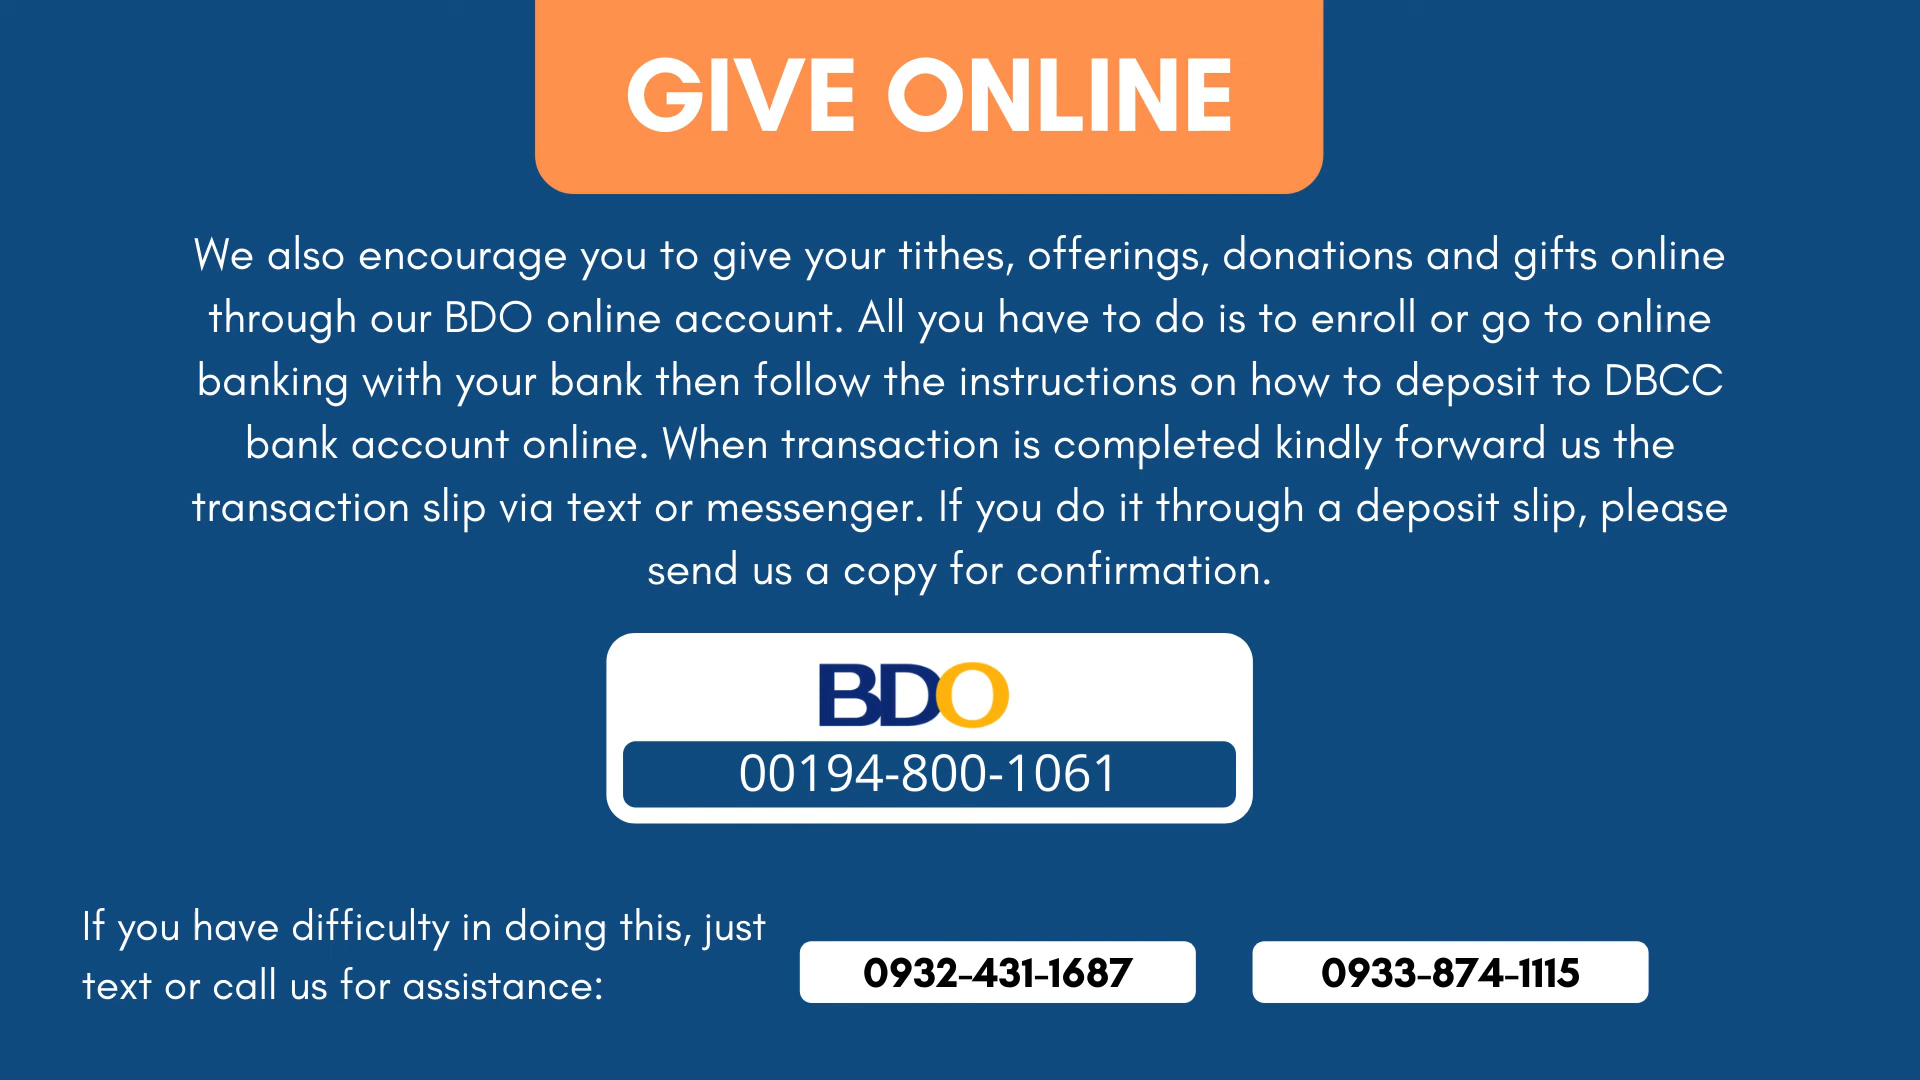 GIVE ONLINE
We also encourage you to give your tithes, offerings, donations and gifts online
through our BDO online account. All you have to do is to enroll or go to online
banking with your bank then follow the instructions on how to deposit to DBCC
bank account online. When transaction is completed kindly forward us the
transaction slip via text or messenger. If you do it through a deposit slip, please
send us a copy for confirmation.
BDO
00194-800-1061
If you have difficulty in doing this, just
text or call us for assistance:
0932-431-1687
0933-874-1115